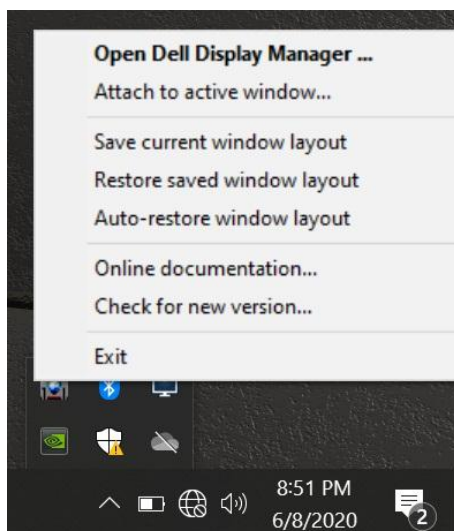 Open Dell Display Manager ...
Attach to active window...
Save current window layout
Restore saved window layout
Auto-restore window layout
Online documentation...
Check for new version...
Exit
8:51 PM
6/8/2020
2